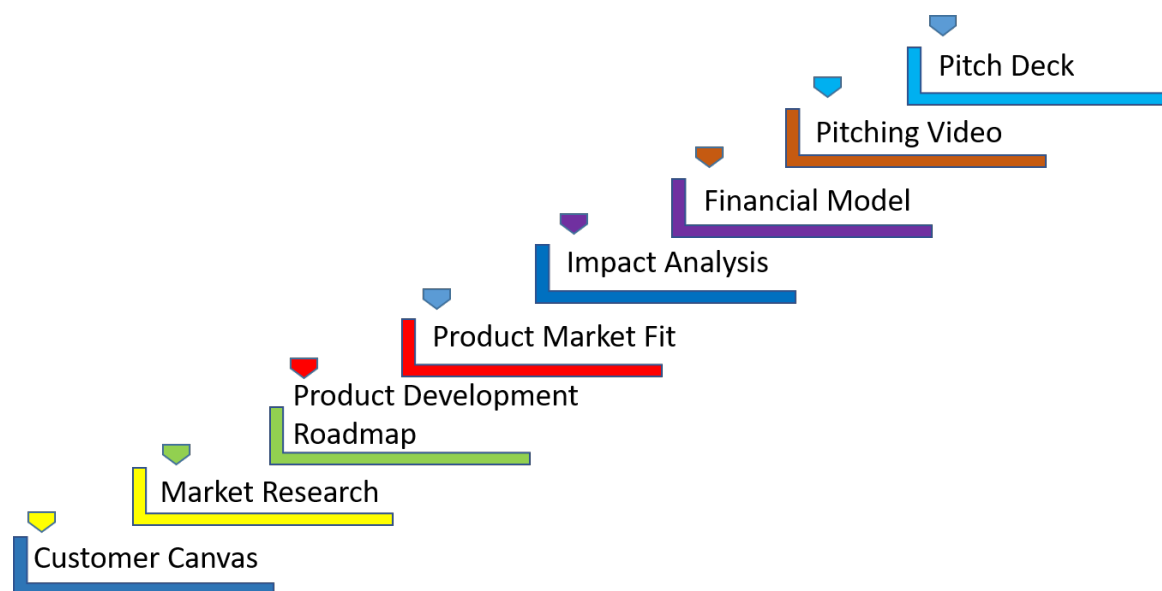 Pitch Deck
Pitching Video
Financial Model
Impact Analysis
Product Market Fit
Product Development
Roadmap
Market Research
Customer Canvas